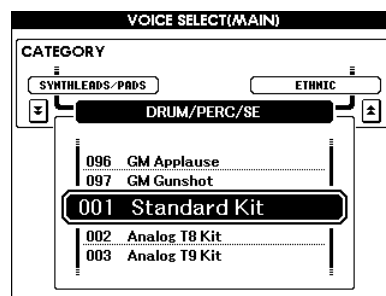 VOICE SELECT(MAIN)
CATEGORY
SYNTHLEADS/PADS ETHNIC
DRUM/PERC/SE
096 GM Applause
097 GM Gunshot
001 Standard Kit
002 Analog T8 Kit
003 Analog T9 Kit